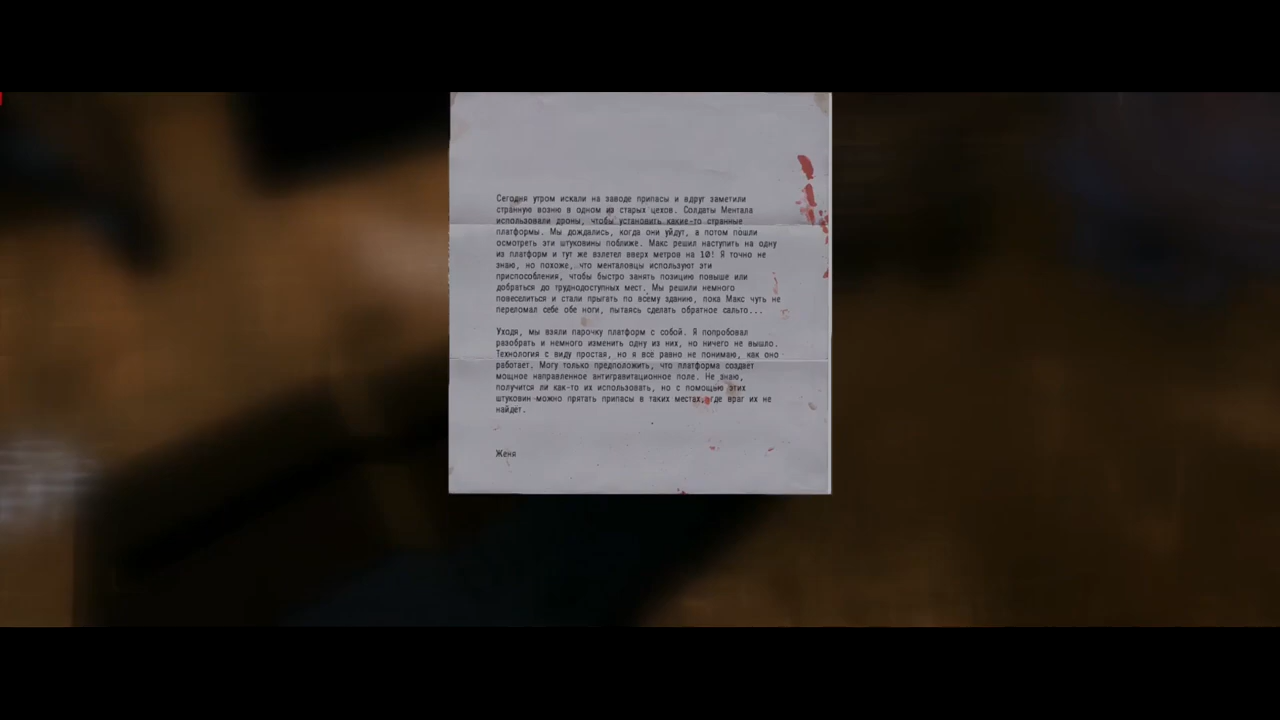 Сегодня утром искали на заводе припасы и вдруг заметили
странную возню в одном из старых цехов. Солдаты Ментала
использовали дроны, чтобы установить какие-то странные
платформы. Мы дождались, когда они уйдут, а потом пошли
осмотреть эти штуковины поближе. Макс решил наступить на одну
из платформ и тут же взлетел вверх метров на 10! Я точно не
знаю, но похоже, что менталовцы используют эти
приспособления, чтобы быстро занять позицию повыше или
добраться до труднодоступных мест. Мы решили немного
повеселиться и стали прыгать по всему зданию, пока Макс чуть не
переломал себе обе ноги, пытаясь сделать обратное сальто...
Уходя, мы взяли парочку платформ с собой. Я попробовал
разобрать и немного изменить одну из них, но ничего не вышло.
Технология с виду простая, но я всё равно не понимаю, как оно
работает. Могу только предположить, что платформа создаёт
мощное направленное антигравитационное поле. Не знаю,
получится ли как-то их использовать, но с помощью этих
штуковин можно прятать припасы в таких местах, где враг их не
найдёт.
Женя